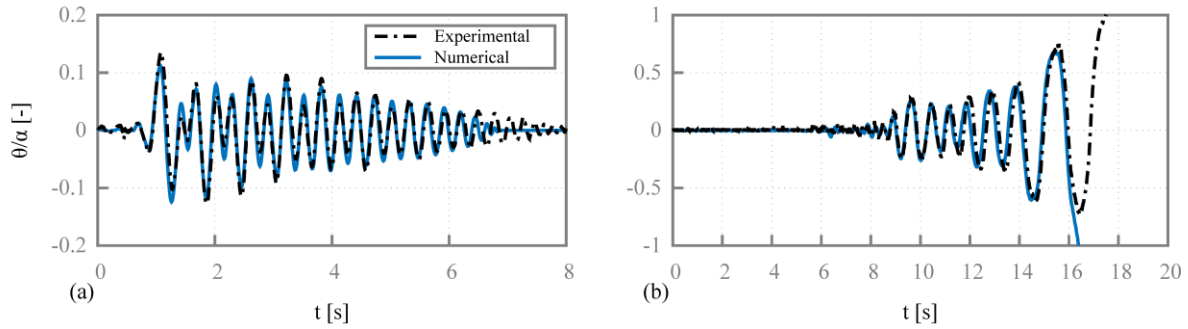 θ/α [-]
0.2
0.1
0
-0.1
-0.2
Experimental
Numerical
0 2 4 6 8
(a)
t [s]
1
0.5
0
-0.5
-1
0 2 4 6 8 10 12 14 16 18 20
(b)
t [s]